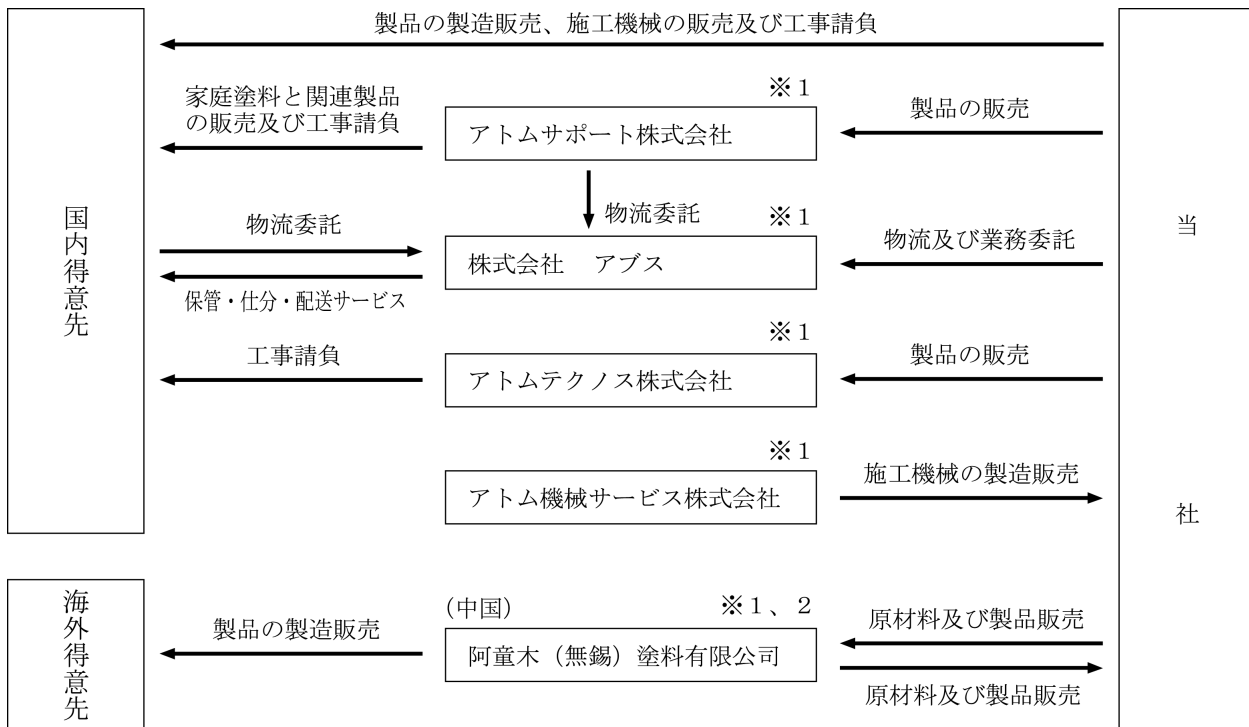 製品の製造販売、施工機械の販売及び工事請負
※１
家庭塗料と関連製品
の販売及び工事請負
アトムサポート株式会社
製品の販売
物流委託
※１
物流委託
株式会社　アブス
物流及び業務委託
保管・仕分・配送サービス
※１
工事請負
アトムテクノス株式会社
製品の販売
※１
アトム機械サービス株式会社
施工機械の製造販売
国内得意先
当社
(中国)
※１、２
製品の製造販売
阿童木（無錫）塗料有限公司
原材料及び製品販売
原材料及び製品販売
海外得意先